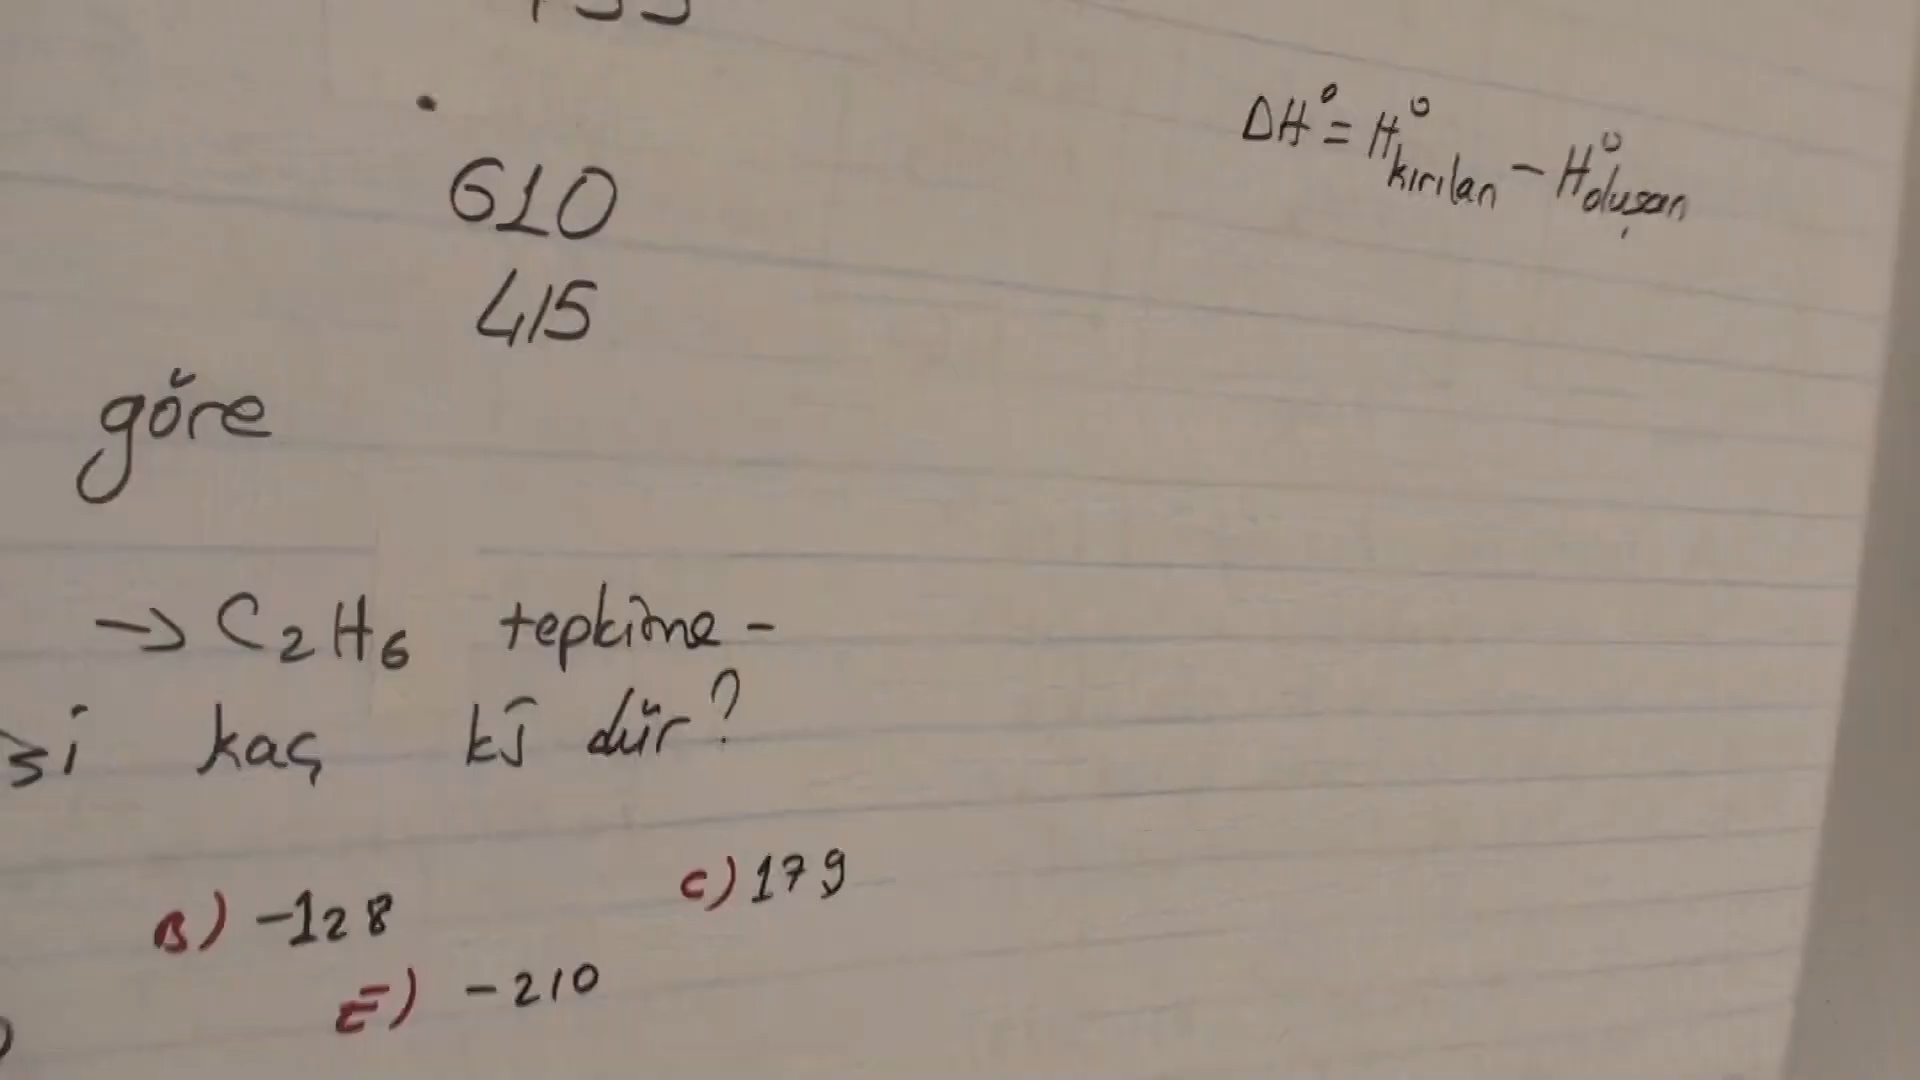 ΔH° = H°kırılan - H°oluşan
610
415
göre
→ C₂H₆ tepkime -
si kaç kJ dür?
B) -128 C) 179
E) -210